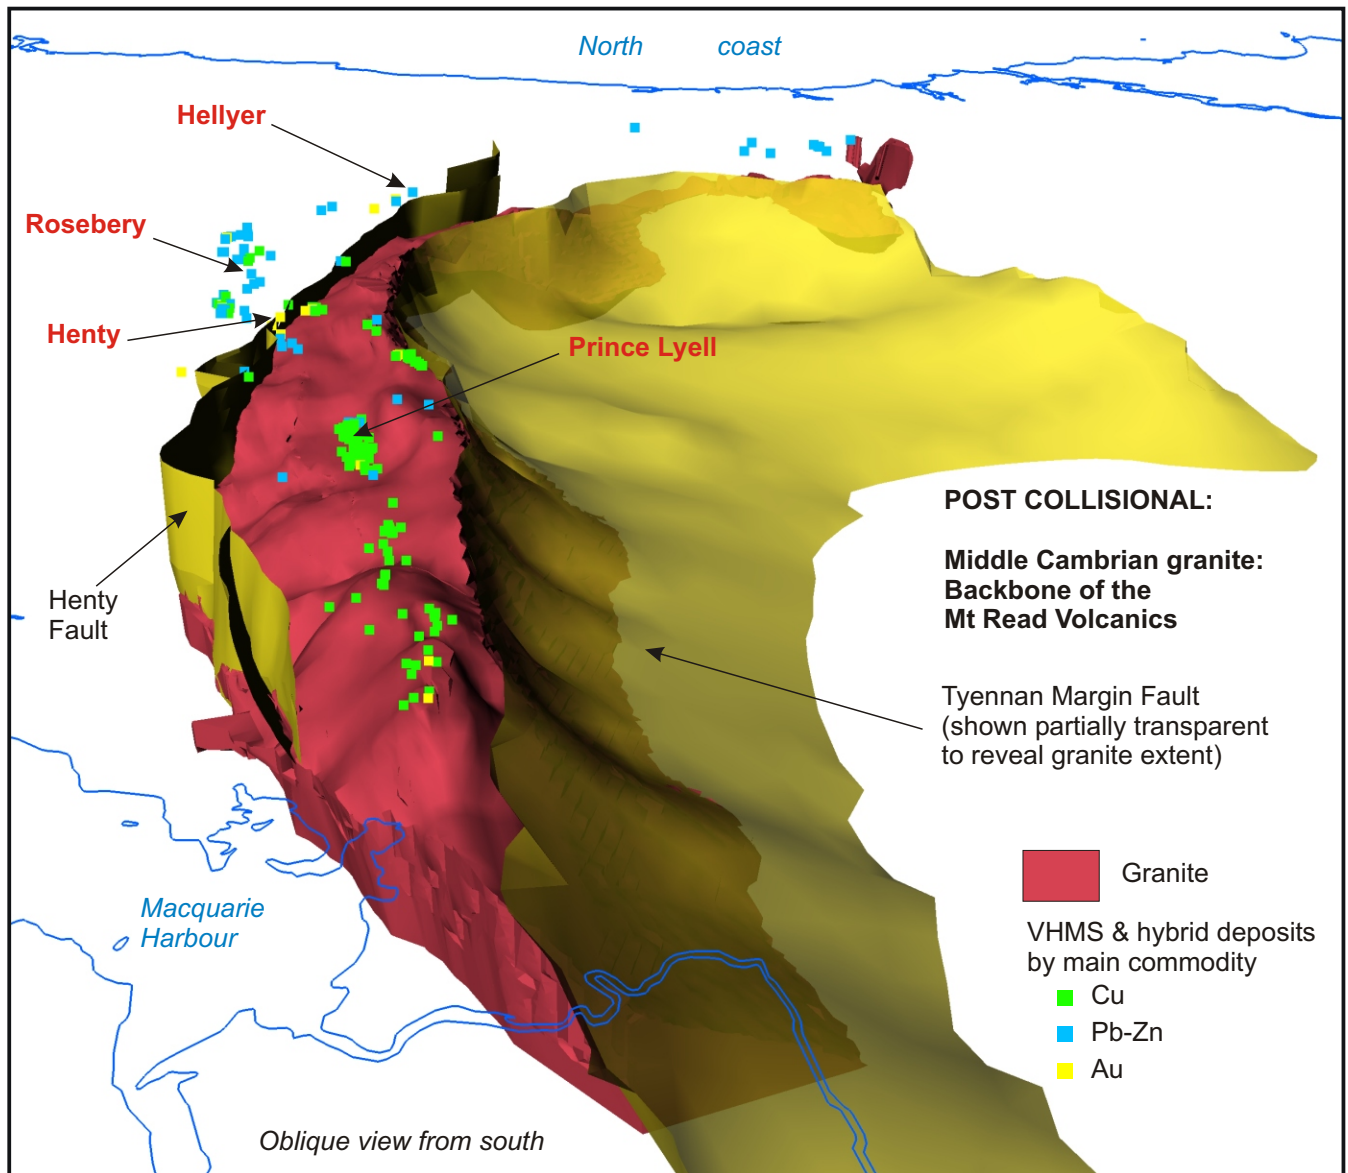 North coast
Hellyer
Rosebery
Henty
Prince Lyell
POST COLLISIONAL:
Middle Cambrian granite:
Backbone of the
Mt Read Volcanics
Henty
Fault
Tyennan Margin Fault
(shown partially transparent
to reveal granite extent)
Granite
Macquarie
Harbour
VHMS & hybrid deposits
by main commodity
Cu
Pb-Zn
Au
Oblique view from south